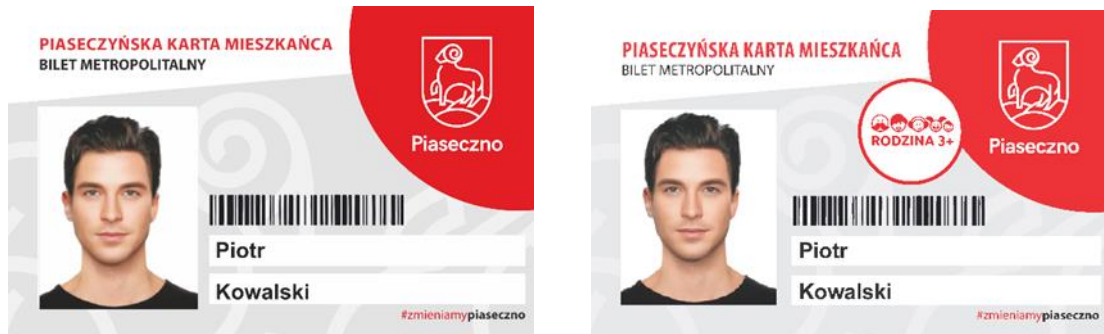 PIASECZYŃSKA KARTA MIESZKAŃCA
BILET METROPOLITALNY
Piaseczno
Piotr
Kowalski
#zmieniamypiaseczno
PIASECZYŃSKA KARTA MIESZKAŃCA
BILET METROPOLITALNY
RODZINA 3+
Piaseczno
Piotr
Kowalski
#zmieniamypiaseczno